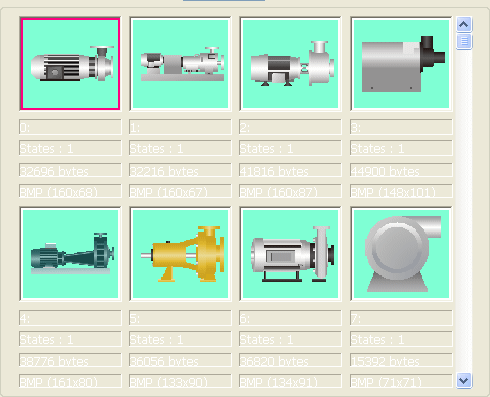 0: 1: 2: 3:
States : 1 States : 1 States : 1 States : 1
32696 bytes 32216 bytes 41816 bytes 44900 bytes
BMP (160x68) BMP (160x67) BMP (160x87) BMP (148x101)
4: 5: 6: 7:
States : 1 States : 1 States : 1 States : 1
38776 bytes 36056 bytes 36820 bytes 15392 bytes
BMP (161x80) BMP (133x90) BMP (134x91) BMP (71x71)